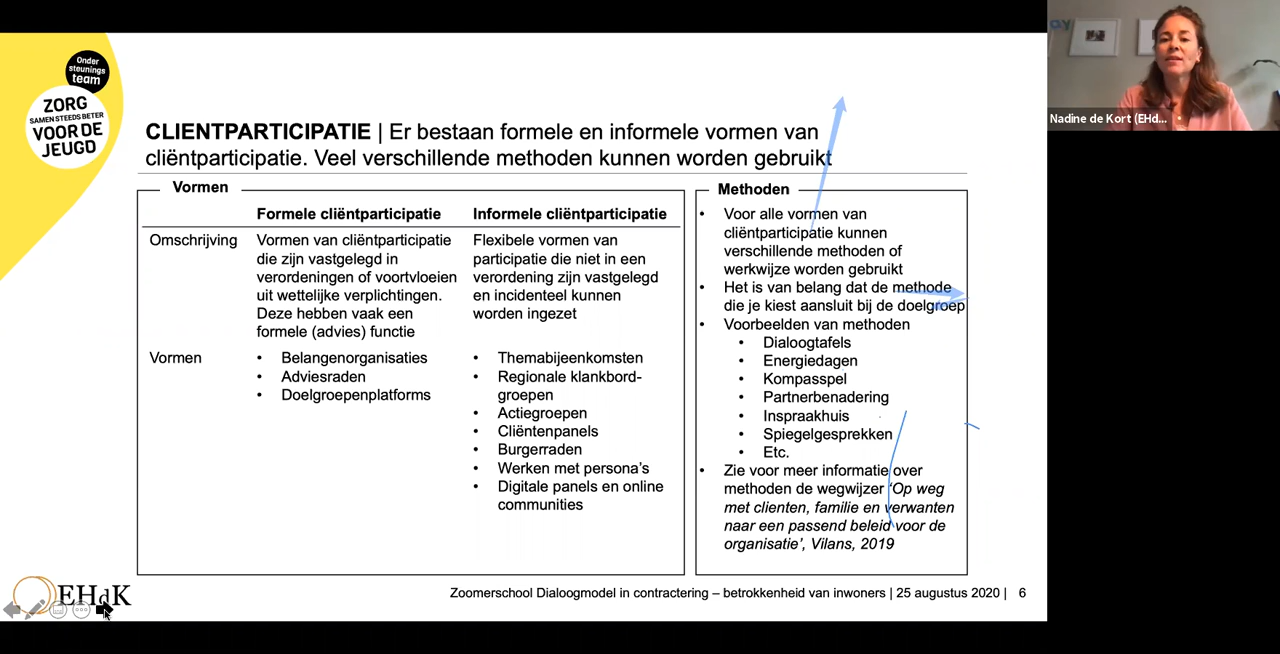 Onder
steunings
team
ZORG
SAMEN STEEDS BETER
VOOR DE
JEUGD
Nadine de Kort (EHd...
CLIENTPARTICIPATIE | Er bestaan formele en informele vormen van
cliëntparticipatie. Veel verschillende methoden kunnen worden gebruikt
Vormen
Formele cliëntparticipatie
Informele cliëntparticipatie
Omschrijving
Vormen van cliëntparticipatie
die zijn vastgelegd in
verordeningen of voortvloeien
uit wettelijke verplichtingen.
Deze hebben vaak een
formele (advies) functie
Flexibele vormen van
participatie die niet in een
verordening zijn vastgelegd
en incidenteel kunnen
worden ingezet
Vormen
• Belangenorganisaties
• Adviesraden
• Doelgroepenplatforms
• Themabijeenkomsten
• Regionale klankbord-
groepen
• Actiegroepen
• Cliëntenpanels
• Burgerraden
• Werken met persona's
• Digitale panels en online
communities
Methoden
• Voor alle vormen van
cliëntparticipatie kunnen
verschillende methoden of
werkwijze worden gebruikt
• Het is van belang dat de methode
die je kiest aansluit bij de doelgroep
• Voorbeelden van methoden
• Dialoogtafels
• Energiedagen
• Kompasspel
• Partnerbenadering
• Inspraakhuis
• Spiegelgesprekken
• Etc.
• Zie voor meer informatie over
methoden de wegwijzer 'Op weg
met clienten, familie en verwanten
naar een passend beleid voor de
organisatie', Vilans, 2019
EHdK
Zoomerschool Dialoogmodel in contractering – betrokkenheid van inwoners | 25 augustus 2020 | 6